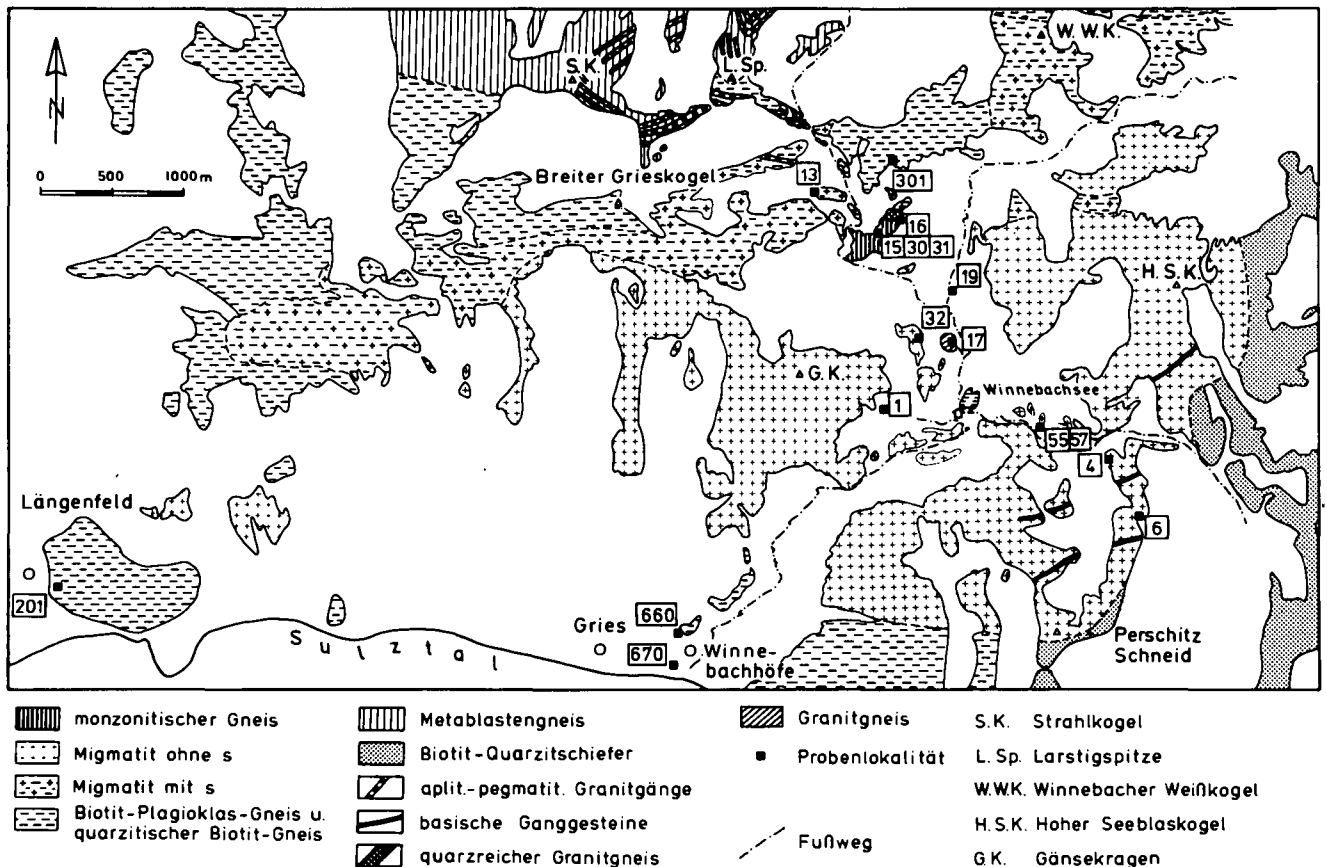 S.K.
L.Sp.
W.W.K.
N
0 500 1000 m
Breiter Grieskogel
13
301
16
15 30 31
H.S.K.
19
32
17
G.K.
Winnebachsee
1
55 57
4
Längenfeld
6
201
660
Gries
Sulztal
670
Winne-
bachhöfe
Perschitz
Schneid
monzonitischer Gneis
Migmatit ohne s
Migmatit mit s
Biotit-Plagioklas-Gneis u.
quarzitischer Biotit-Gneis
Metablastengneis
Biotit-Quarzitschiefer
aplit.-pegmatit. Granitgänge
basische Ganggesteine
quarzreicher Granitgneis
Granitgneis
Probenlokalität
Fußweg
S.K. Strahlkogel
L.Sp. Larstigspitze
W.W.K. Winnebacher Weißkogel
H.S.K. Hoher Seeblaskogel
G.K. Gänsekragen